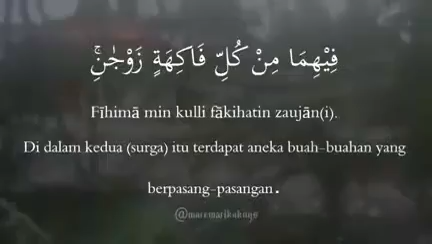 فِيْهِمَا مِنْ كُلِّ فَاكِهَةٍ زَوْجٰنِۚ
Fīhimā min kulli fākihatin zaujān(i).
Di dalam kedua (surga) itu terdapat aneka buah-buahan yang
berpasang-pasangan.